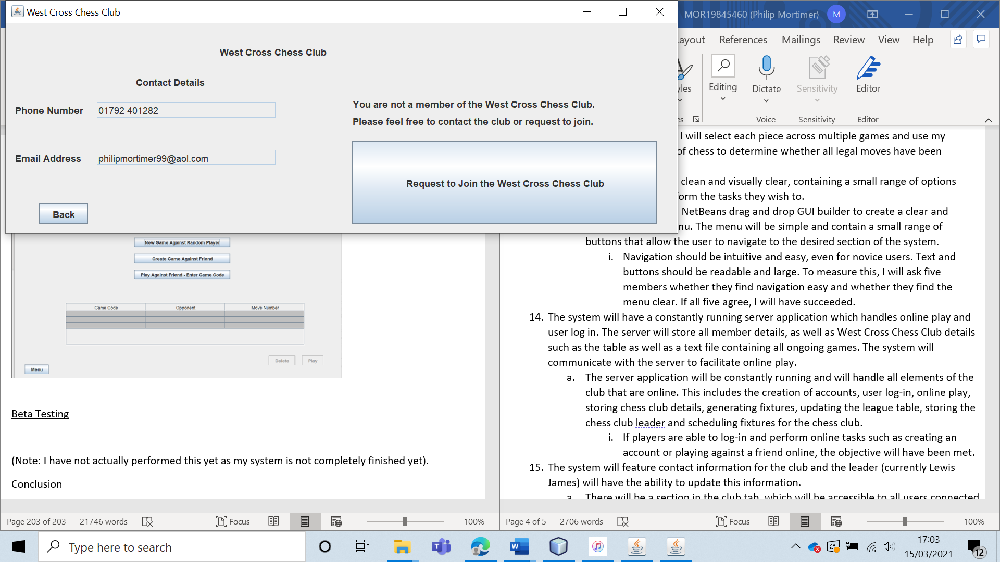 West Cross Chess Club
MOR19845460 (Philip Mortimer)
M
West Cross Chess Club
Contact Details
Phone Number
01792 401282
Email Address
philipmortimer99@aol.com
Back
You are not a member of the West Cross Chess Club.
Please feel free to contact the club or request to join.
Request to Join the West Cross Chess Club
ayout References Mailings Review View Help
yles
Editing
Dictate
Sensitivity
Editor
es
Voice
Sensitivity
Editor
New Game Against Random Player
Create Game Against Friend
Play Against Friend - Enter Game Code
Game Code Opponent Move Number
Delete
Play
Menu
Beta Testing
(Note: I have not actually performed this yet as my system is not completely finished yet).
Conclusion
I will select each piece across multiple games and use my
of chess to determine whether all legal moves have been
clean and visually clear, containing a small range of options
orm the tasks they wish to.
NetBeans drag and drop GUI builder to create a clear and
nu. The menu will be simple and contain a small range of
buttons that allow the user to navigate to the desired section of the system.
i. Navigation should be intuitive and easy, even for novice users. Text and
buttons should be readable and large. To measure this, I will ask five
members whether they find navigation easy and whether they find the
menu clear. If all five agree, I will have succeeded.
14. The system will have a constantly running server application which handles online play and
user log in. The server will store all member details, as well as West Cross Chess Club details
such as the table as well as a text file containing all ongoing games. The system will
communicate with the server to facilitate online play.
a. The server application will be constantly running and will handle all elements of the
club that are online. This includes the creation of accounts, user log-in, online play,
storing chess club details, generating fixtures, updating the league table, storing the
chess club leader and scheduling fixtures for the chess club.
i. If players are able to log-in and perform online tasks such as creating an
account or playing against a friend online, the objective will have been met.
15. The system will feature contact information for the club and the leader (currently Lewis
James) will have the ability to update this information.
a. There will be a section in the club tab, which will be accessible to all users connected
Page 203 of 203 21746 words Focus 100%
Page 4 of 5 2706 words Focus 100%
Type here to search
17:03
15/03/2021
12